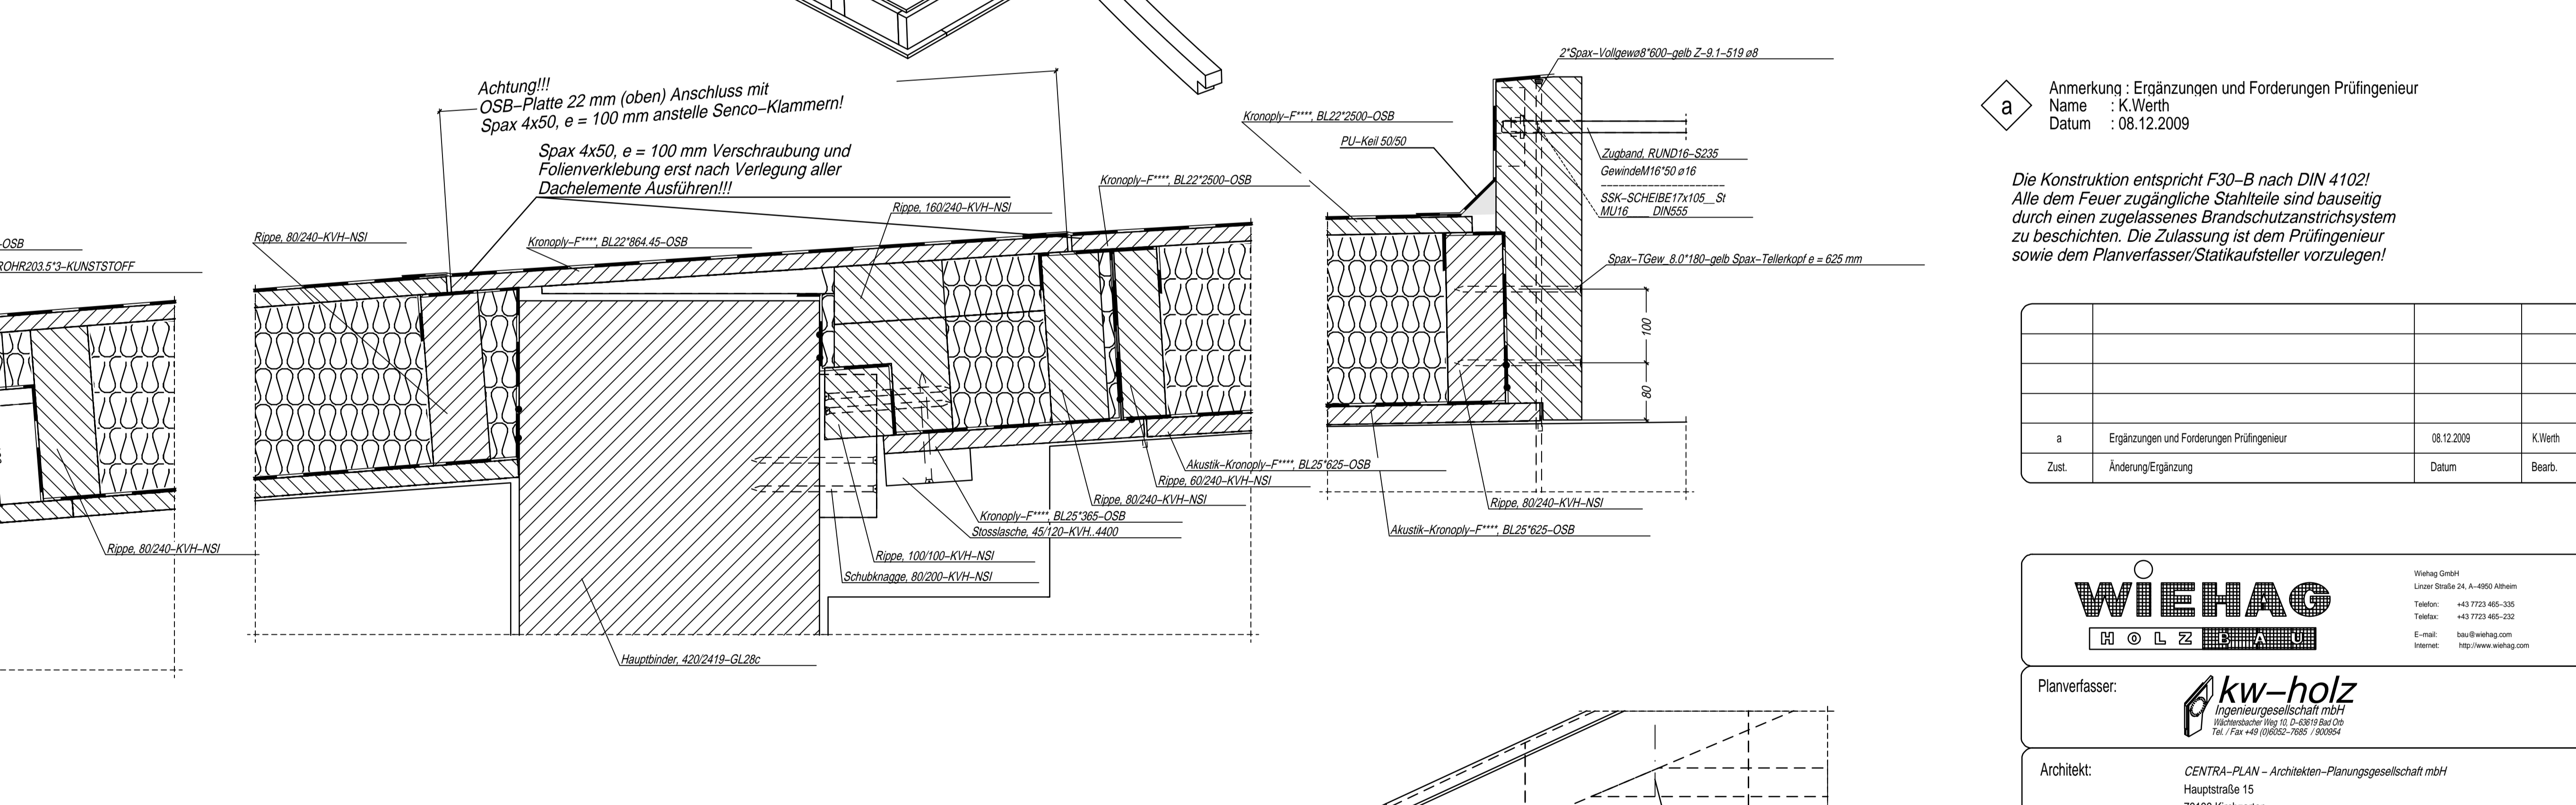 Achtung!!!
OSB-Platte 22 mm (oben) Anschluss mit
Spax 4x50, e = 100 mm anstelle Senco-Klammern!
Spax 4x50, e = 100 mm Verschraubung und
Folienverklebung erst nach Verlegung aller
Dachelemente Ausführen!!!
-OSB
ROHR203.5*3-KUNSTSTOFF
Rippe, 80/240-KVH-NSI
Rippe, 80/240-KVH-NSI
Kronoply-F****, BL22*864.45-OSB
Rippe, 160/240-KVH-NSI
Kronoply-F****, BL22*2500-OSB
Kronoply-F****, BL22*2500-OSB
PU-Keil 50/50
2*Spax-Vollgewø8*600-gelb Z-9.1-519 ø8
Zugband, RUND16-S235
GewindeM16*50 ø16
SSK-SCHEIBE17x105__St
MU16____ DIN555
Spax-TGew_8.0*180-gelb Spax-Tellerkopf e = 625 mm
100
80
Akustik-Kronoply-F****, BL25*625-OSB
Rippe, 60/240-KVH-NSI
Rippe, 80/240-KVH-NSI
Kronoply-F****, BL25*365-OSB
Stosslasche, 45/120-KVH..4400
Rippe, 100/100-KVH-NSI
Schubknagge, 80/200-KVH-NSI
Hauptbinder, 420/2419-GL28c
Rippe, 80/240-KVH-NSI
Akustik-Kronoply-F****, BL25*625-OSB
a
Anmerkung : Ergänzungen und Forderungen Prüfingenieur
Name : K.Werth
Datum : 08.12.2009
Die Konstruktion entspricht F30-B nach DIN 4102!
Alle dem Feuer zugängliche Stahlteile sind bauseitig
durch einen zugelassenes Brandschutzanstrichsystem
zu beschichten. Die Zulassung ist dem Prüfingenieur
sowie dem Planverfasser/Statikaufsteller vorzulegen!
a Ergänzungen und Forderungen Prüfingenieur 08.12.2009 K.Werth
Zust. Änderung/Ergänzung Datum Bearb.
WIEHAG
HOLZBAU
Wiehag GmbH
Linzer Straße 24, A-4950 Altheim
Telefon: +43 7723 465-335
Telefax: +43 7723 465-232
E-mail: bau@wiehag.com
Internet: http://www.wiehag.com
Planverfasser:
kw-holz
Ingenieurgesellschaft mbH
Wächtersbacher Weg 10, D-63619 Bad Orb
Tel. / Fax +49 (0)6052-7685 / 900954
Architekt:
CENTRA-PLAN - Architekten-Planungsgesellschaft mbH
Hauptstraße 15